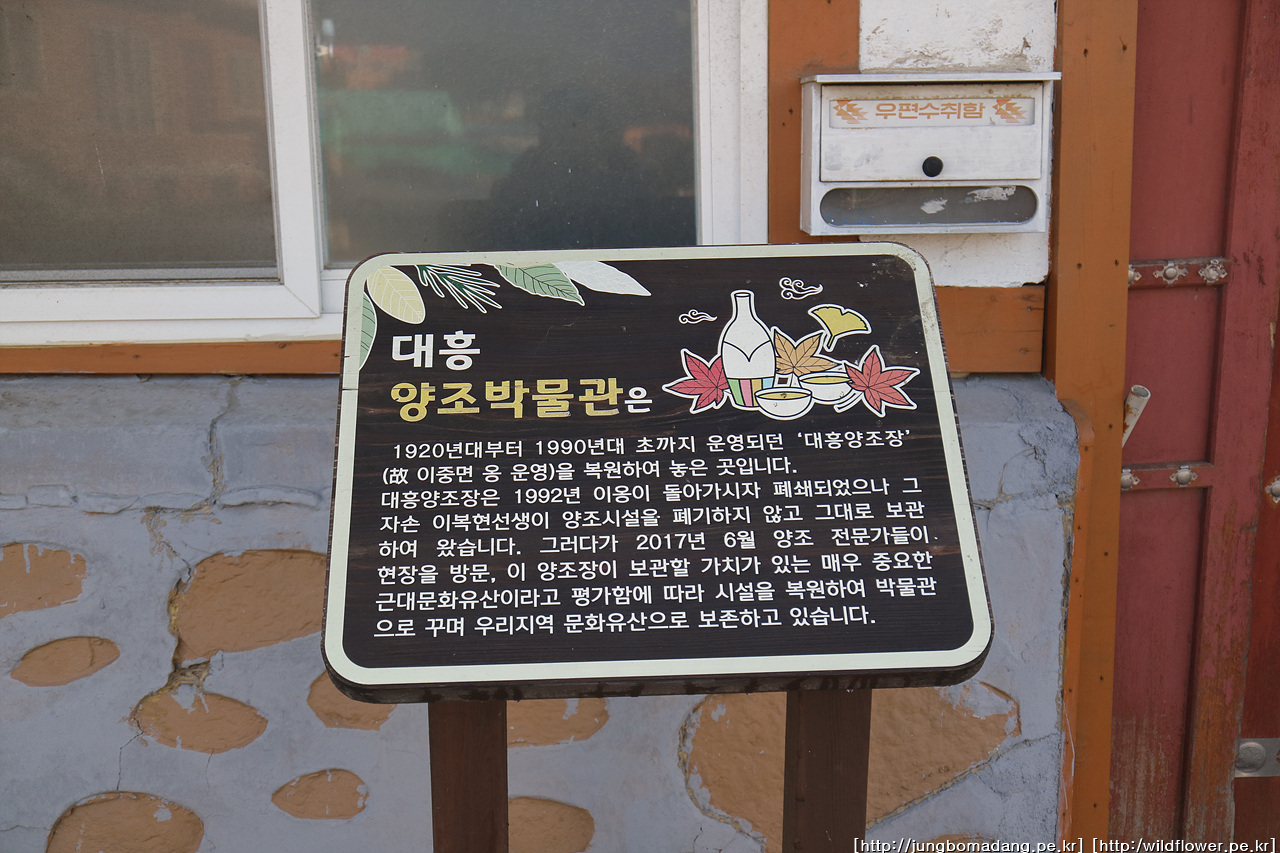 우편수취함
대흥
양조박물관은
1920년대부터 1990년대 초까지 운영되던 '대흥양조장'
(故 이중면 옹 운영)을 복원하여 놓은 곳입니다.
대흥양조장은 1992년 이옹이 돌아가시자 폐쇄되었으나 그
자손 이복현선생이 양조시설을 폐기하지 않고 그대로 보관
하여 왔습니다. 그러다가 2017년 6월 양조 전문가들이
현장을 방문, 이 양조장이 보관할 가치가 있는 매우 중요한
근대문화유산이라고 평가함에 따라 시설을 복원하여 박물관
으로 꾸며 우리지역 문화유산으로 보존하고 있습니다.
[http://jungbomadang.pe.kr] [http://wildflower.pe.kr]